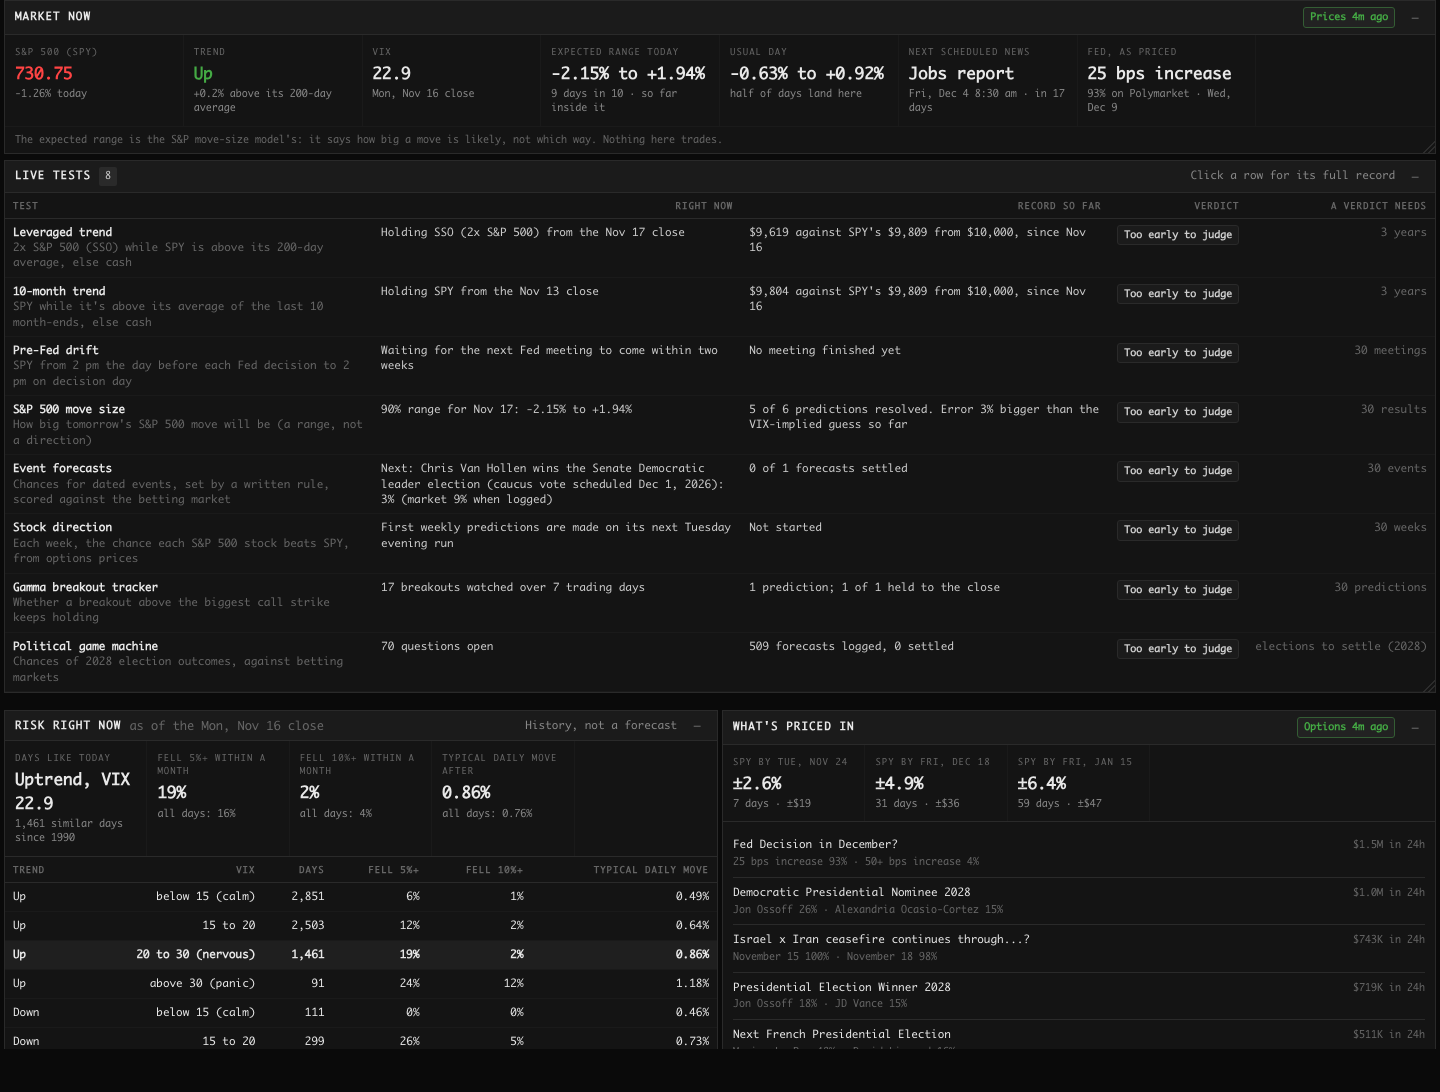 MARKET NOW
Prices 4m ago
—
S&P 500 (SPY)
730.75
-1.26% today
TREND
Up
+0.2% above its 200-day
average
VIX
22.9
Mon, Nov 16 close
EXPECTED RANGE TODAY
-2.15% to +1.94%
9 days in 10 · so far
inside it
USUAL DAY
-0.63% to +0.92%
half of days land here
NEXT SCHEDULED NEWS
Jobs report
Fri, Dec 4 8:30 am · in 17
days
FED, AS PRICED
25 bps increase
93% on Polymarket · Wed,
Dec 9
The expected range is the S&P move-size model's: it says how big a move is likely, not which way. Nothing here trades.
LIVE TESTS 8
Click a row for its full record —
TEST RIGHT NOW RECORD SO FAR VERDICT A VERDICT NEEDS
Leveraged trend
2x S&P 500 (SSO) while SPY is above its 200-day
average, else cash
Holding SSO (2x S&P 500) from the Nov 17 close
$9,619 against SPY's $9,809 from $10,000, since Nov
16
Too early to judge
3 years
10-month trend
SPY while it's above its average of the last 10
month-ends, else cash
Holding SPY from the Nov 13 close
$9,804 against SPY's $9,809 from $10,000, since Nov
16
Too early to judge
3 years
Pre-Fed drift
SPY from 2 pm the day before each Fed decision to 2
pm on decision day
Waiting for the next Fed meeting to come within two
weeks
No meeting finished yet
Too early to judge
30 meetings
S&P 500 move size
How big tomorrow's S&P 500 move will be (a range, not
a direction)
90% range for Nov 17: -2.15% to +1.94%
5 of 6 predictions resolved. Error 3% bigger than the
VIX-implied guess so far
Too early to judge
30 results
Event forecasts
Chances for dated events, set by a written rule,
scored against the betting market
Next: Chris Van Hollen wins the Senate Democratic
leader election (caucus vote scheduled Dec 1, 2026):
3% (market 9% when logged)
0 of 1 forecasts settled
Too early to judge
30 events
Stock direction
Each week, the chance each S&P 500 stock beats SPY,
from options prices
First weekly predictions are made on its next Tuesday
evening run
Not started
Too early to judge
30 weeks
Gamma breakout tracker
Whether a breakout above the biggest call strike
keeps holding
17 breakouts watched over 7 trading days
1 prediction; 1 of 1 held to the close
Too early to judge
30 predictions
Political game machine
Chances of 2028 election outcomes, against betting
markets
70 questions open
509 forecasts logged, 0 settled
Too early to judge
elections to settle (2028)
RISK RIGHT NOW as of the Mon, Nov 16 close
History, not a forecast —
DAYS LIKE TODAY
Uptrend, VIX
22.9
1,461 similar days
since 1990
FELL 5%+ WITHIN A
MONTH
19%
all days: 16%
FELL 10%+ WITHIN A
MONTH
2%
all days: 4%
TYPICAL DAILY MOVE
AFTER
0.86%
all days: 0.76%
TREND VIX DAYS FELL 5%+ FELL 10%+ TYPICAL DAILY MOVE
Up below 15 (calm) 2,851 6% 1% 0.49%
Up 15 to 20 2,503 12% 2% 0.64%
Up 20 to 30 (nervous) 1,461 19% 2% 0.86%
Up above 30 (panic) 91 24% 12% 1.18%
Down below 15 (calm) 111 0% 0% 0.46%
Down 15 to 20 299 26% 5% 0.73%
WHAT'S PRICED IN
Options 4m ago
—
SPY BY TUE, NOV 24
±2.6%
7 days · ±$19
SPY BY FRI, DEC 18
±4.9%
31 days · ±$36
SPY BY FRI, JAN 15
±6.4%
59 days · ±$47
Fed Decision in December? $1.5M in 24h
25 bps increase 93% · 50+ bps increase 4%
Democratic Presidential Nominee 2028 $1.0M in 24h
Jon Ossoff 26% · Alexandria Ocasio-Cortez 15%
Israel x Iran ceasefire continues through...? $743K in 24h
November 15 100% · November 18 98%
Presidential Election Winner 2028 $719K in 24h
Jon Ossoff 18% · JD Vance 15%
Next French Presidential Election $511K in 24h